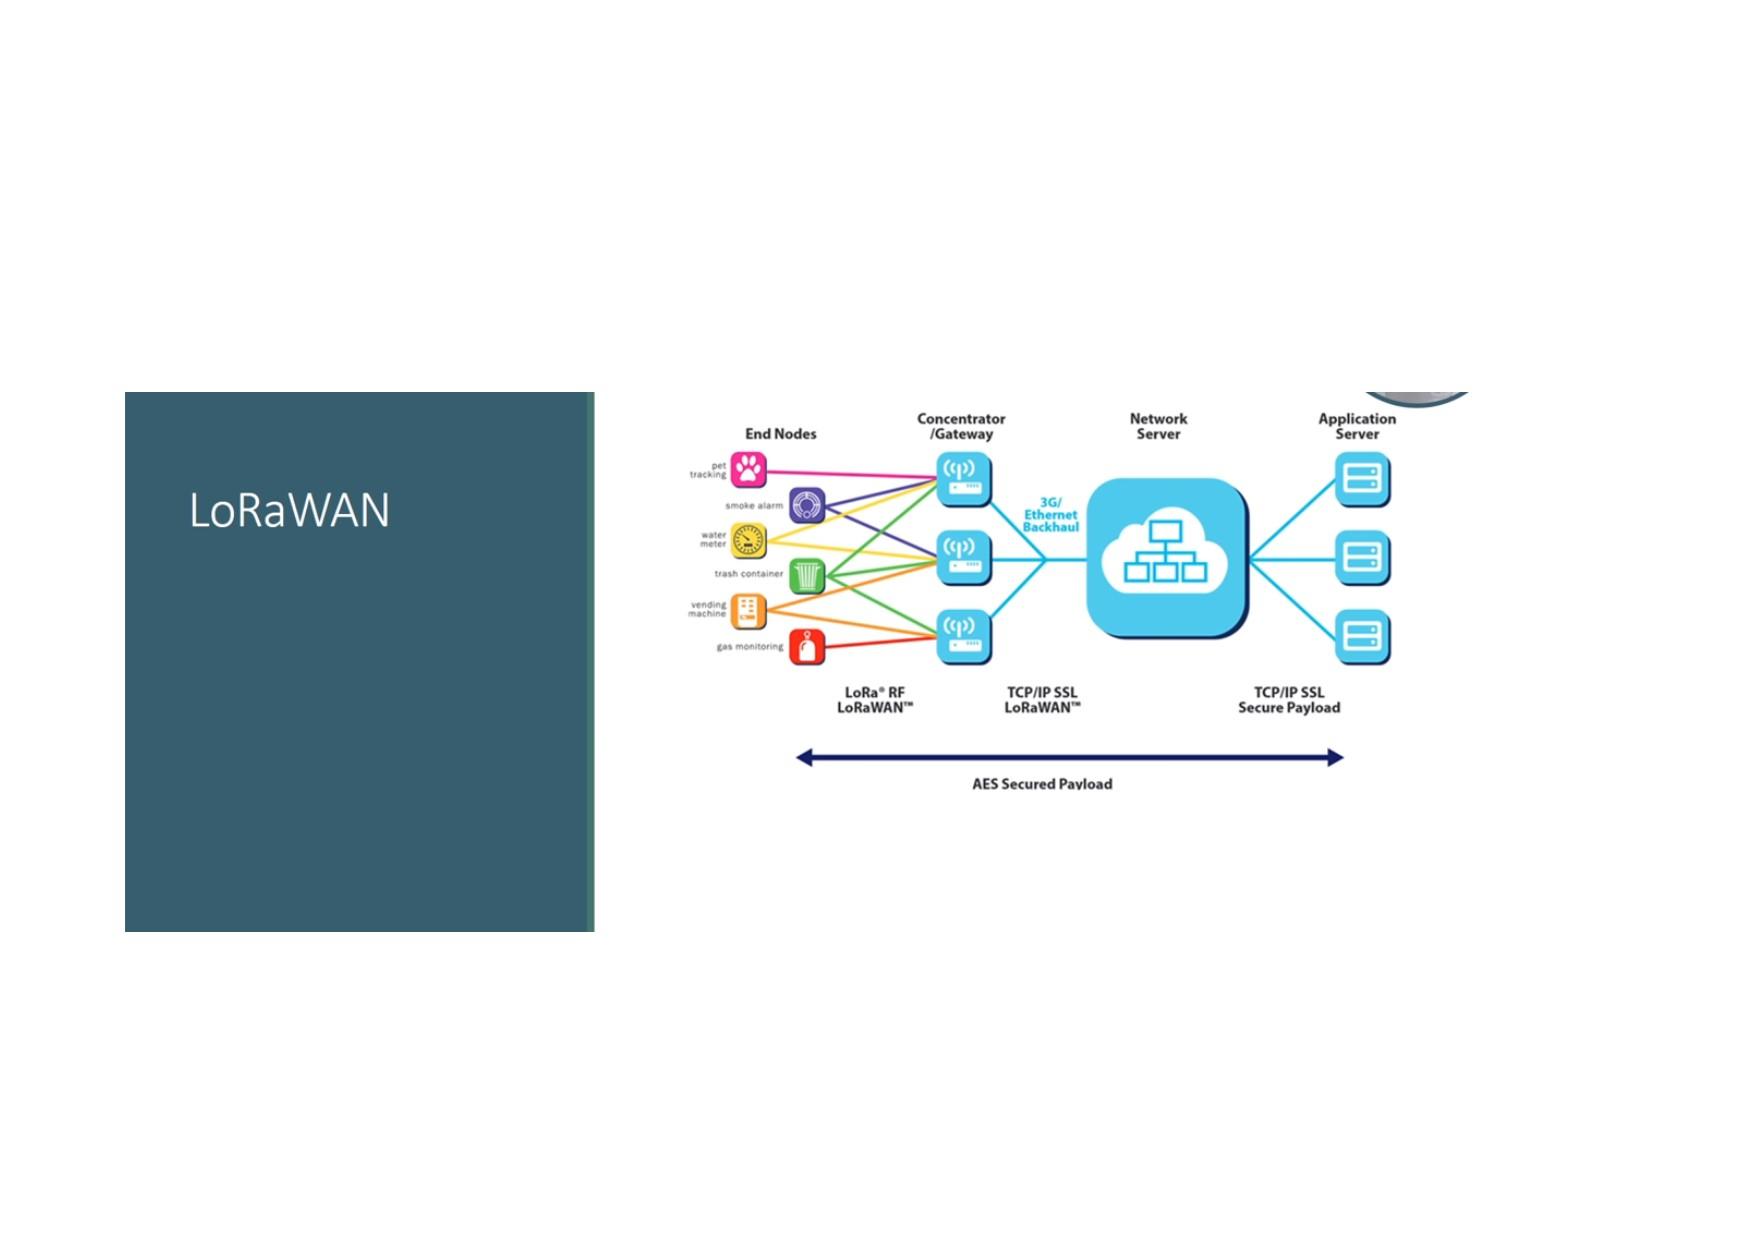 LoRaWAN
End Nodes
Concentrator
/Gateway
Network
Server
Application
Server
pet
tracking
smoke alarm
water
meter
trash container
vending
machine
gas monitoring
3G/
Ethernet
Backhaul
LoRa® RF
LoRaWAN™
TCP/IP SSL
LoRaWAN™
TCP/IP SSL
Secure Payload
AES Secured Payload